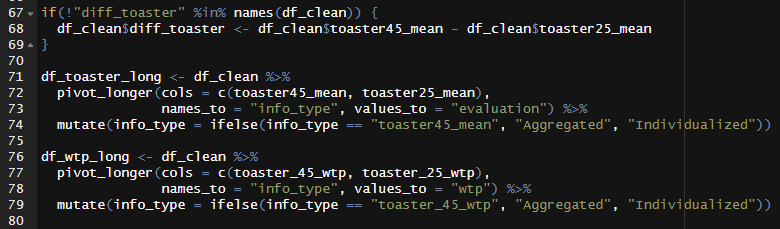 67 if(!"diff_toaster" %in% names(df_clean)) {
68 df_clean$diff_toaster <- df_clean$toaster45_mean - df_clean$toaster25_mean
69 }
70
71 df_toaster_long <- df_clean %>%
72 pivot_longer(cols = c(toaster45_mean, toaster25_mean),
73 names_to = "info_type", values_to = "evaluation") %>%
74 mutate(info_type = ifelse(info_type == "toaster45_mean", "Aggregated", "Individualized"))
75
76 df_wtp_long <- df_clean %>%
77 pivot_longer(cols = c(toaster_45_wtp, toaster_25_wtp),
78 names_to = "info_type", values_to = "wtp") %>%
79 mutate(info_type = ifelse(info_type == "toaster_45_wtp", "Aggregated", "Individualized"))
80